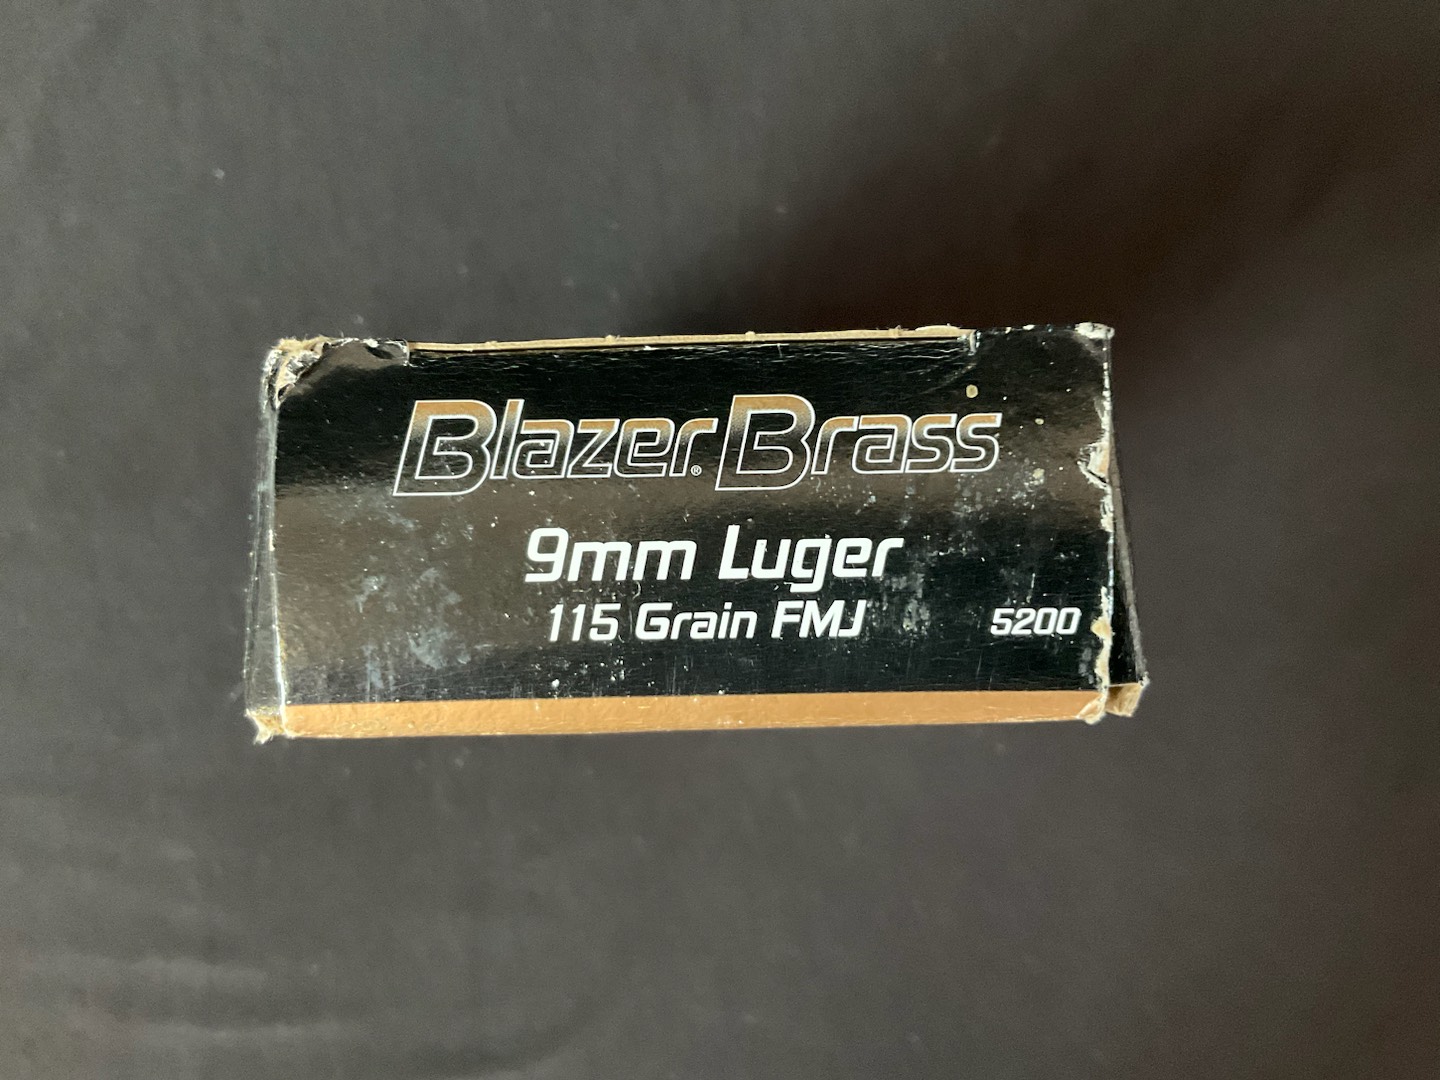 Blazer® Brass
9mm Luger
115 Grain FMJ
5200